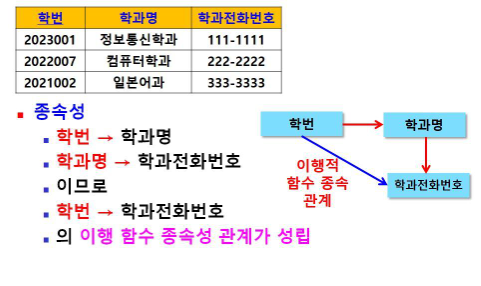 학번 학과명 학과전화번호
2023001 정보통신학과 111-1111
2022007 컴퓨터학과 222-2222
2021002 일본어과 333-3333
종속성
학번 → 학과명
학과명 → 학과전화번호
이므로
학번 → 학과전화번호
의 이행 함수 종속성 관계가 성립
학번
학과명
이행적
함수 종속
관계
학과전화번호